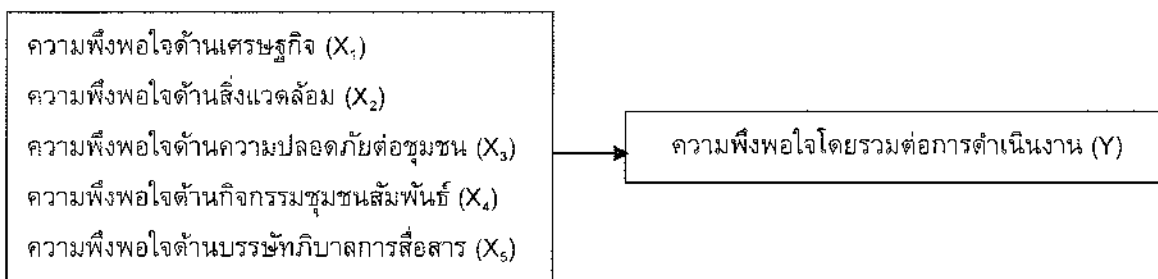 ความพึงพอใจด้านเศรษฐกิจ (X₁)
ความพึงพอใจด้านสิ่งแวดล้อม (X₂)
ความพึงพอใจด้านความปลอดภัยต่อชุมชน (X₃)
ความพึงพอใจด้านกิจกรรมชุมชนสัมพันธ์ (X₄)
ความพึงพอใจด้านบรรษัทภิบาลการสื่อสาร (X₅)
ความพึงพอใจโดยรวมต่อการดำเนินงาน (Y)